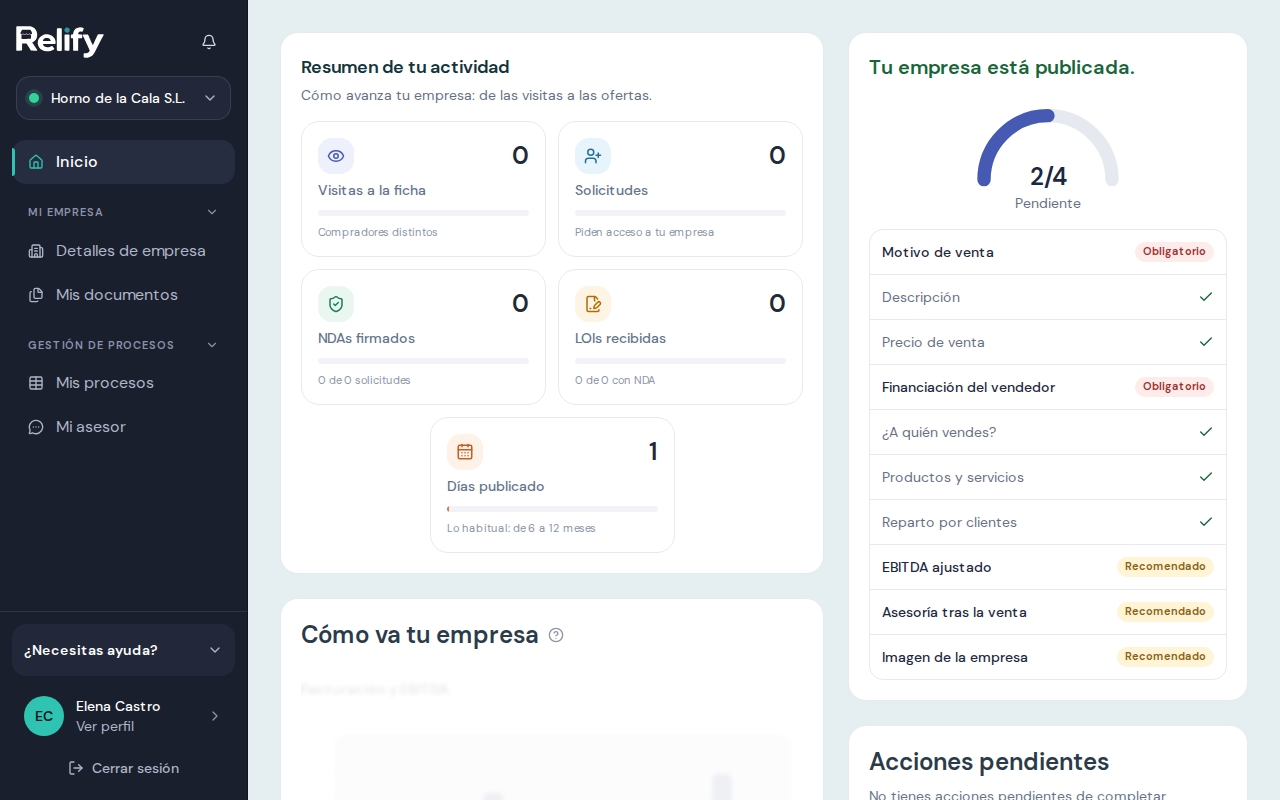 Relify
Horno de la Cala S.L.
Inicio
MI EMPRESA
Detalles de empresa
Mis documentos
GESTIÓN DE PROCESOS
Mis procesos
Mi asesor
¿Necesitas ayuda?
EC
Elena Castro
Ver perfil
Cerrar sesión
Resumen de tu actividad
Cómo avanza tu empresa: de las visitas a las ofertas.
0
Visitas a la ficha
Compradores distintos
0
Solicitudes
Piden acceso a tu empresa
0
NDAs firmados
0 de 0 solicitudes
0
LOIs recibidas
0 de 0 con NDA
1
Días publicado
Lo habitual: de 6 a 12 meses
Cómo va tu empresa
Facturación y EBITDA
Tu empresa está publicada.
2/4
Pendiente
Motivo de venta Obligatorio
Descripción
Precio de venta
Financiación del vendedor Obligatorio
¿A quién vendes?
Productos y servicios
Reparto por clientes
EBITDA ajustado Recomendado
Asesoría tras la venta Recomendado
Imagen de la empresa Recomendado
Acciones pendientes
No tienes acciones pendientes de completar